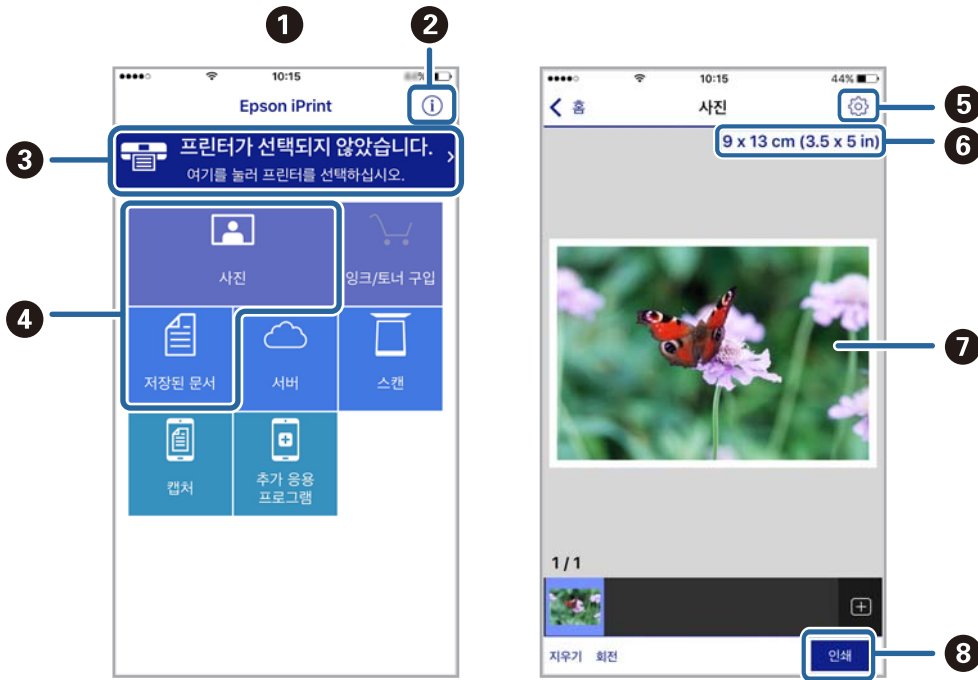 1
2
10:15
Epson iPrint
3
프린터가 선택되지 않았습니다.
여기를 눌러 프린터를 선택하십시오.
4
사진
잉크/토너 구입
저장된 문서
서버
스캔
캡처
추가 응용
프로그램
10:15
44%
홈
사진
5
9 x 13 cm (3.5 x 5 in)
6
7
1 / 1
지우기
회전
인쇄
8